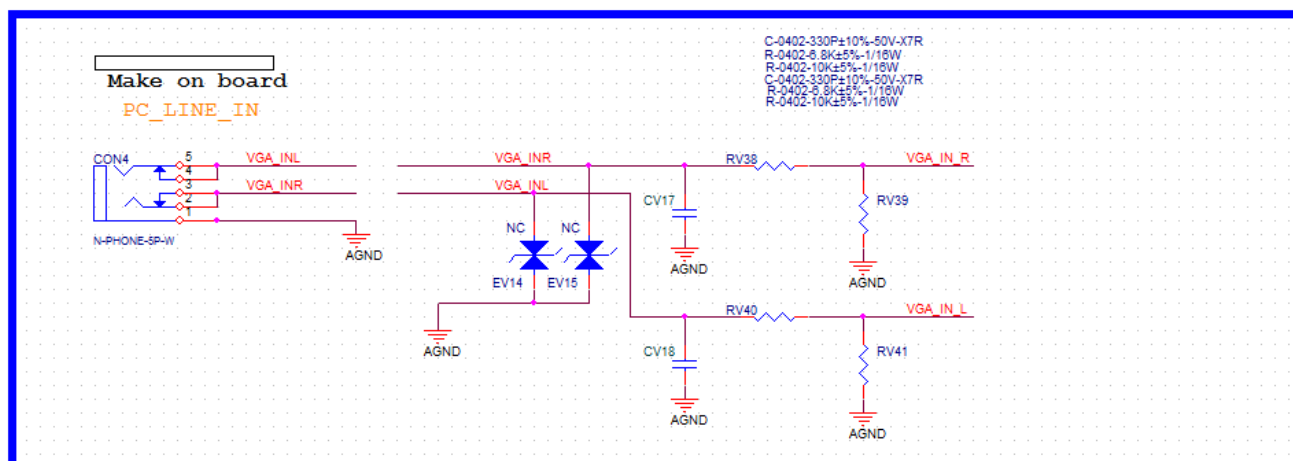 C-0402-330P±10%-50V-X7R
R-0402-6.8K±5%-1/16W
R-0402-10K±5%-1/16W
C-0402-330P±10%-50V-X7R
R-0402-6.8K±5%-1/16W
R-0402-10K±5%-1/16W
Make on board
PC_LINE_IN
CON4
5
4
3
2
1
VGA_INL
VGA_INR
N-PHONE-5P-W
AGND
VGA_INR
VGA_INL
NC
NC
EV14
EV15
AGND
CV17
AGND
RV38
VGA_IN_R
RV39
AGND
RV40
VGA_IN_L
CV18
AGND
RV41
AGND